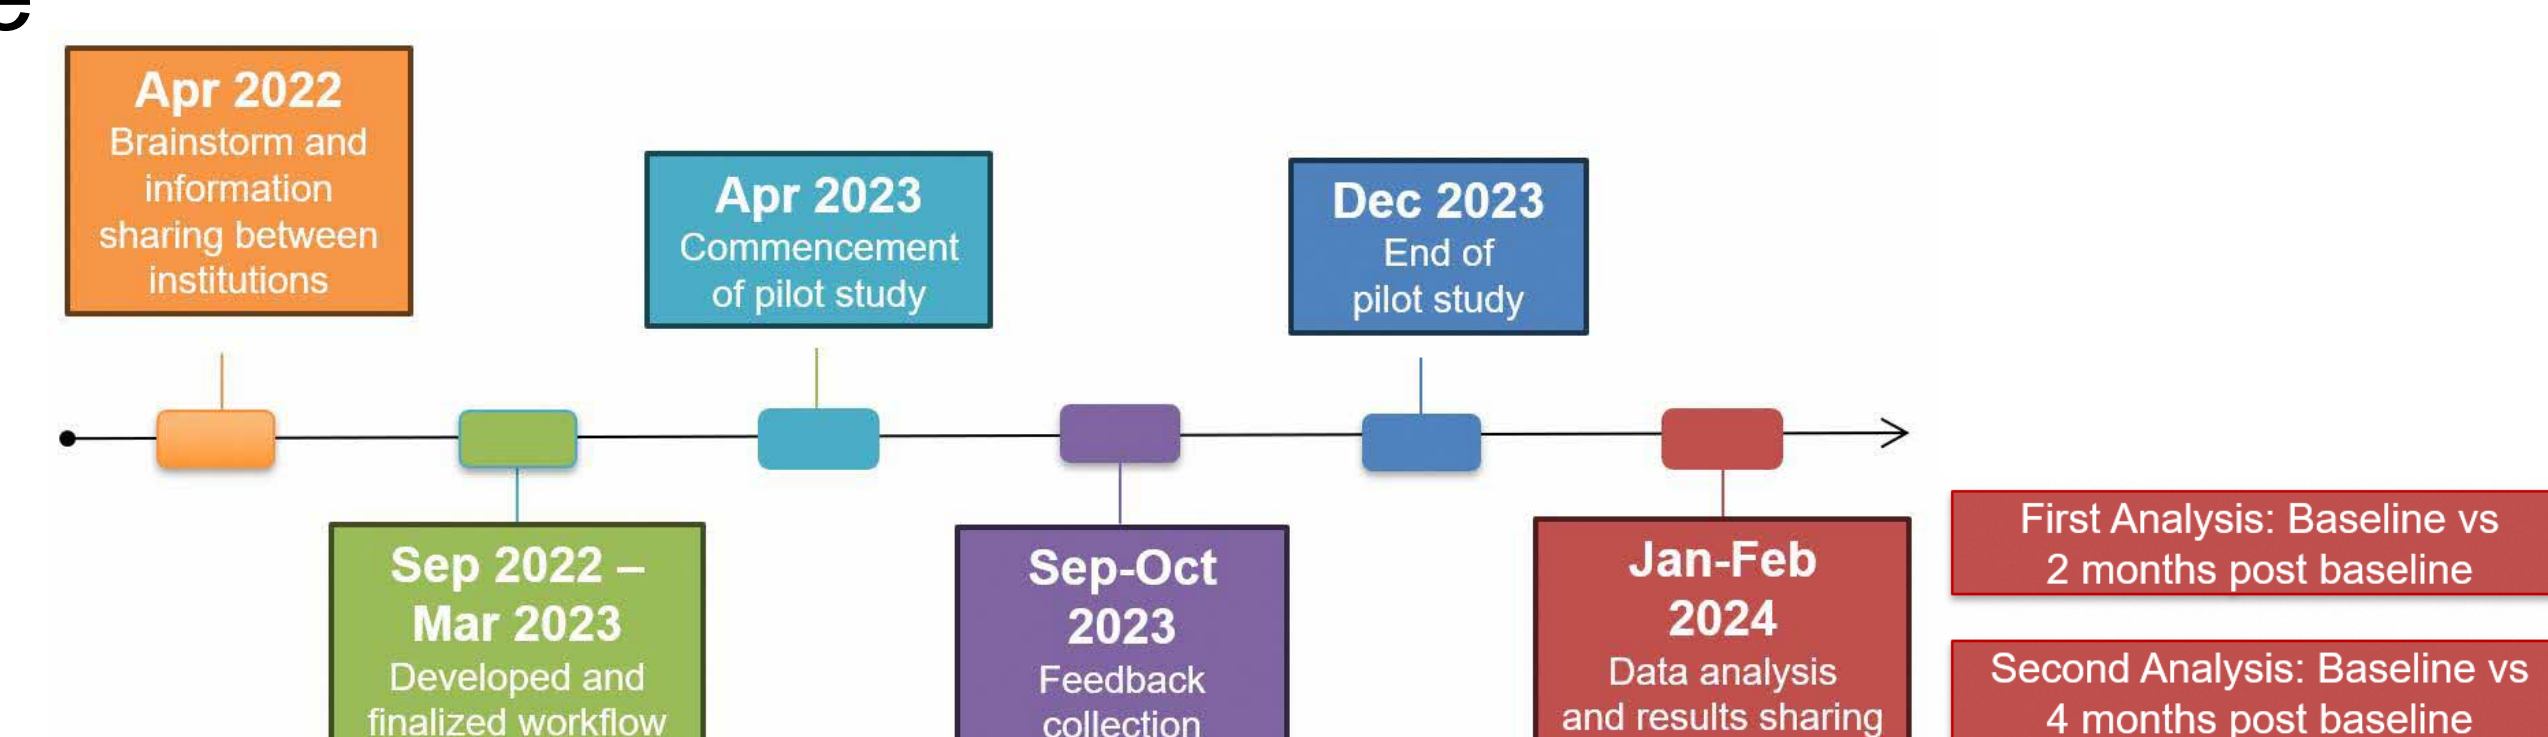 Apr 2022
Brainstorm and
information
sharing between
institutions
Sep 2022 –
Mar 2023
Developed and
finalized workflow
Apr 2023
Commencement
of pilot study
Sep-Oct
2023
Feedback
collection
Dec 2023
End of
pilot study
Jan-Feb
2024
Data analysis
and results sharing
First Analysis: Baseline vs
2 months post baseline
Second Analysis: Baseline vs
4 months post baseline